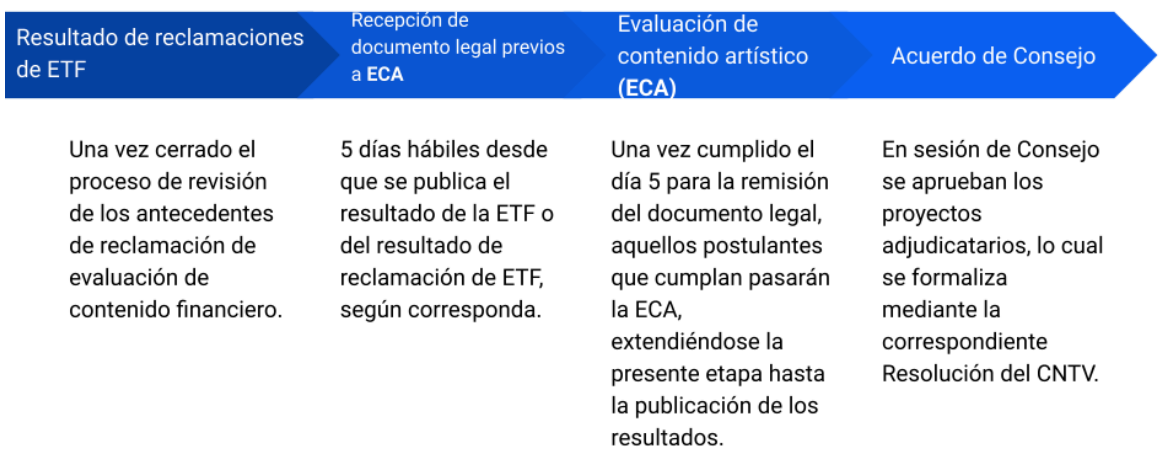 Resultado de reclamaciones
de ETF
Recepción de
documento legal previos
a ECA
Evaluación de
contenido artístico
(ECA)
Acuerdo de Consejo
Una vez cerrado el
proceso de revisión
de los antecedentes
de reclamación de
evaluación de
contenido financiero.
5 días hábiles desde
que se publica el
resultado de la ETF o
del resultado de
reclamación de ETF,
según corresponda.
Una vez cumplido el
día 5 para la remisión
del documento legal,
aquellos postulantes
que cumplan pasarán
la ECA,
extendiéndose la
presente etapa hasta
la publicación de los
resultados.
En sesión de Consejo
se aprueban los
proyectos
adjudicatarios, lo cual
se formaliza
mediante la
correspondiente
Resolución del CNTV.